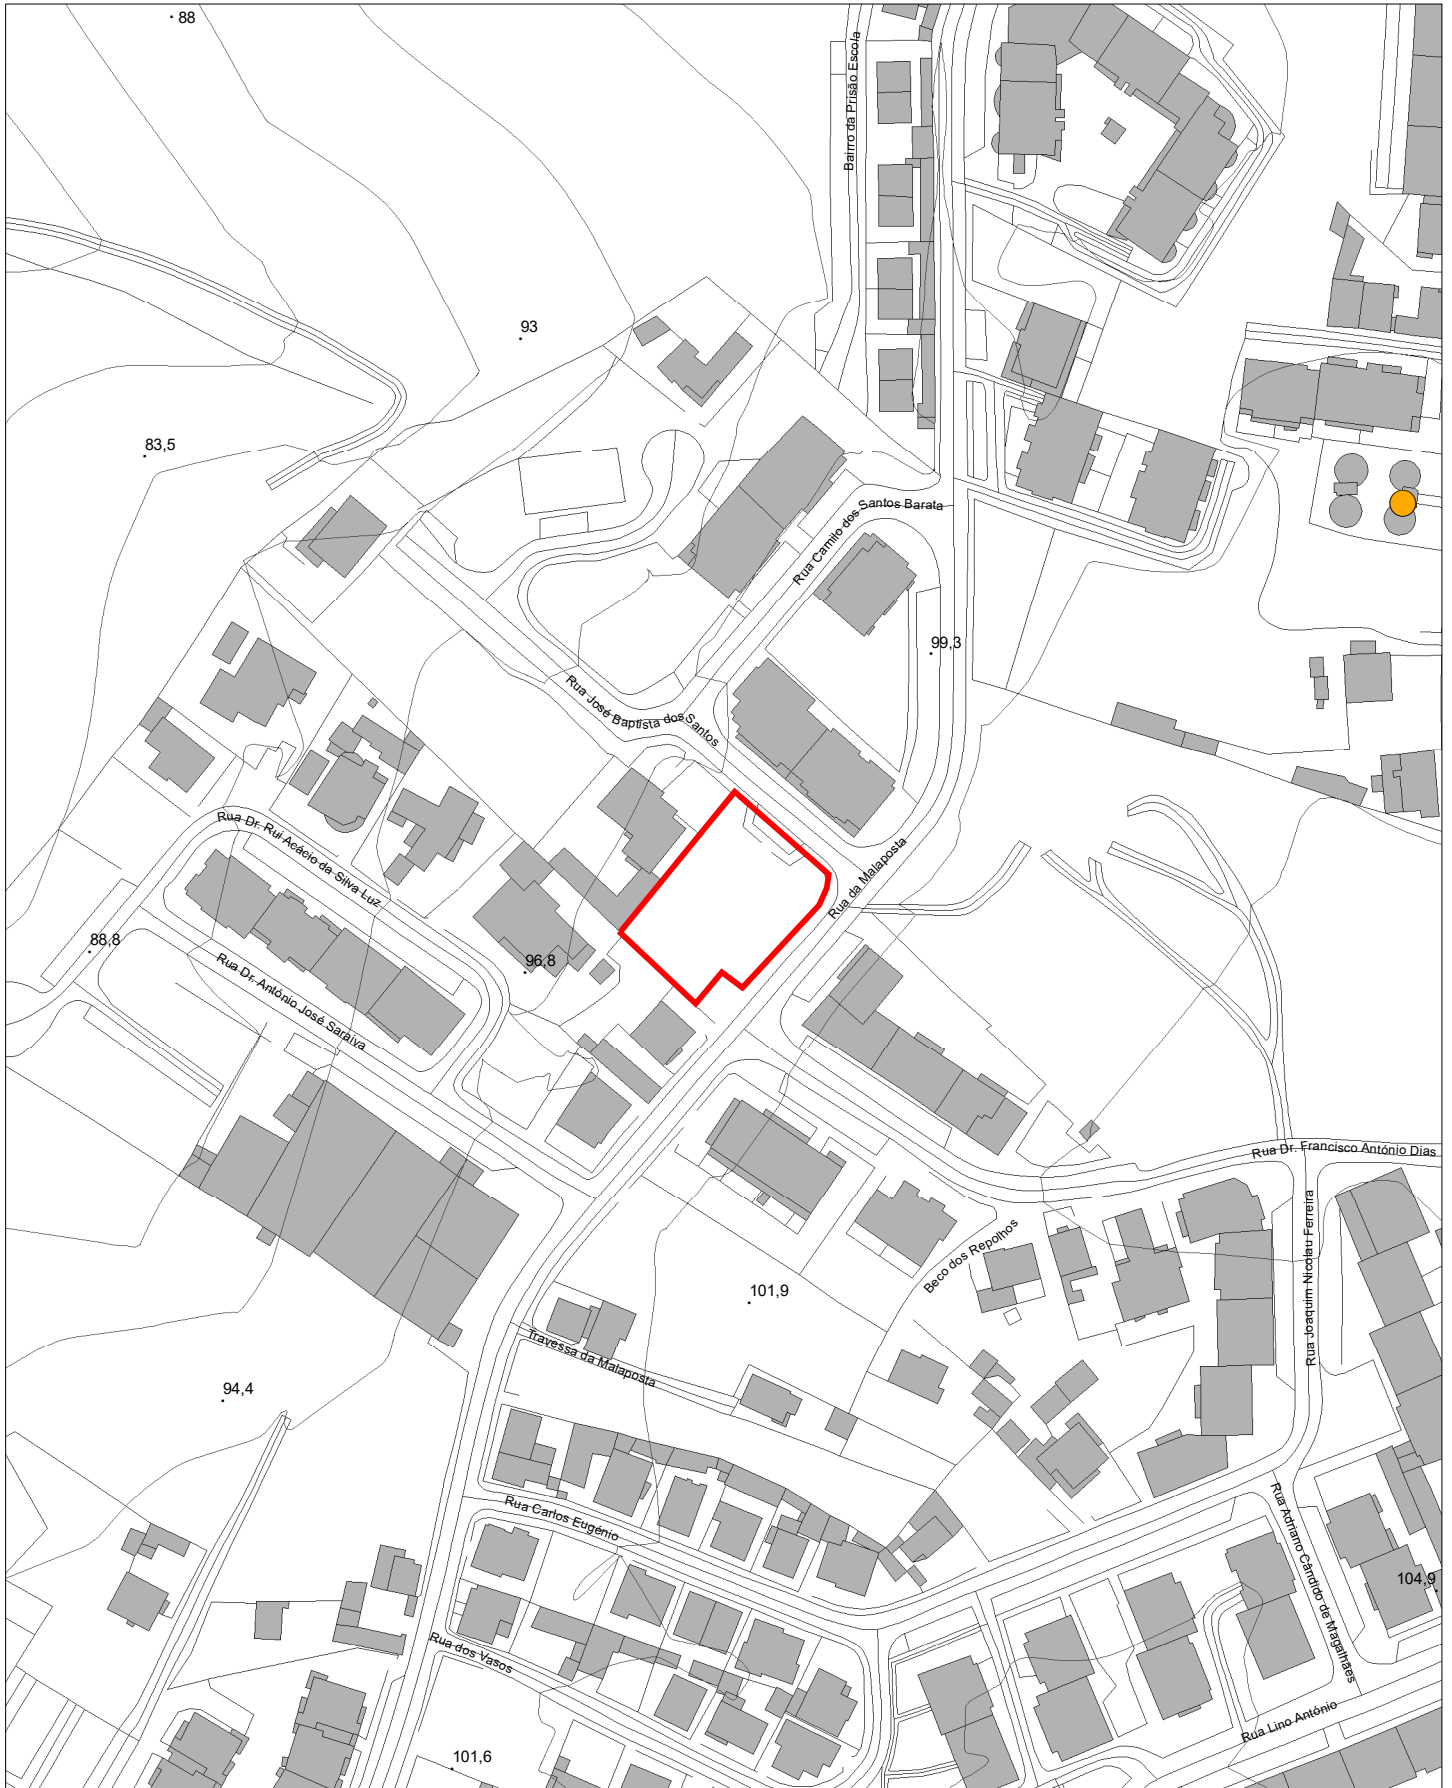 88
Bairro da Prisão Escola
93
83,5
Rua Camilo dos Santos Barata
99,3
Rua José Baptista dos Santos
Rua Dr. Rui Acácio da Silva Luz
Rua da Malaposta
88,8
96,8
Rua Dr. António José Saraiva
Rua Dr. Francisco António Dias
Rua Joaquim Nicolau Ferreira
Beco dos Repolhos
101,9
Travessa da Malaposta
94,4
Rua Carlos Eugénio
Rua Adriano Cândido de Magalhães
104,9
Rua dos Vasos
Rua Lino António
101,6